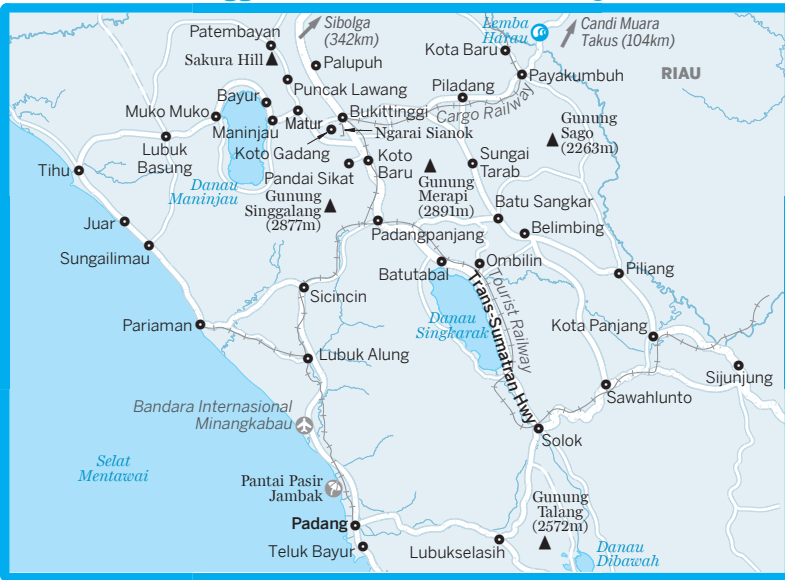 Patembayan
Sibolga
(342km)
Lemba
Harau
Candi Muara
Takus (104km)
Sakura Hill
Palupuh
Kota Baru
RIAU
Payakumbuh
Puncak Lawang
Piladang
Bayur
Muko Muko
Matur
Bukittinggi
Cargo Railway
Gunung
Sago
(2263m)
Maninjau
Ngarai Sianok
Lubuk
Basung
Koto Gadang
Koto
Baru
Sungai
Tarab
Tihu
Pandai Sikat
Danau
Maninjau
Gunung
Singgalang
(2877m)
Gunung
Merapi
(2891m)
Batu Sangkar
Juar
Padangpanjang
Belimbing
Sungailimau
Batutabal
Ombilin
Piliang
Sicincin
Trans-Sumatran Hwy
Tourist Railway
Danau
Singkarak
Pariaman
Kota Panjang
Lubuk Alung
Sijunjung
Sawahlunto
Bandara Internasional
Minangkabau
Solok
Selat
Mentawai
Pantai Pasir
Jambak
Gunung
Talang
(2572m)
Padang
Teluk Bayur
Lubukselasih
Danau
Dibawah